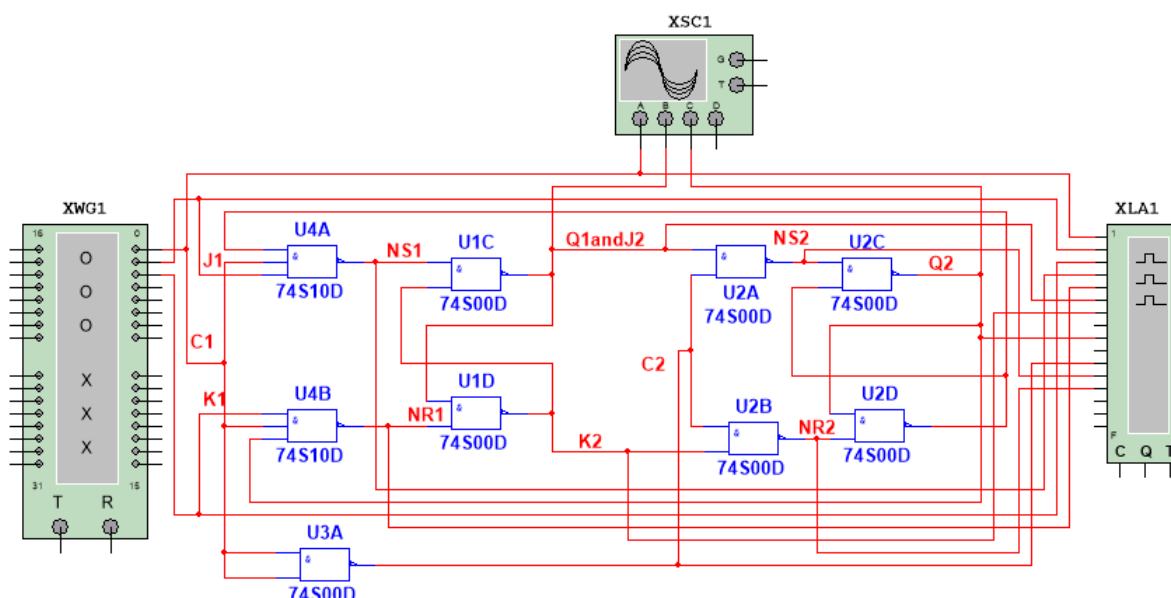 XSC1
G
T
A B C D
XWG1
XLA1
16 0
O
O
O
X
X
X
31 15
T R
1
F
C Q T
U4A
&
74S10D
J1
NS1
U1C
&
74S00D
Q1andJ2
NS2
U2A
&
74S00D
U2C
&
74S00D
Q2
C1
C2
K1
U4B
&
74S10D
NR1
U1D
&
74S00D
K2
U2B
&
74S00D
NR2
U2D
&
74S00D
U3A
&
74S00D